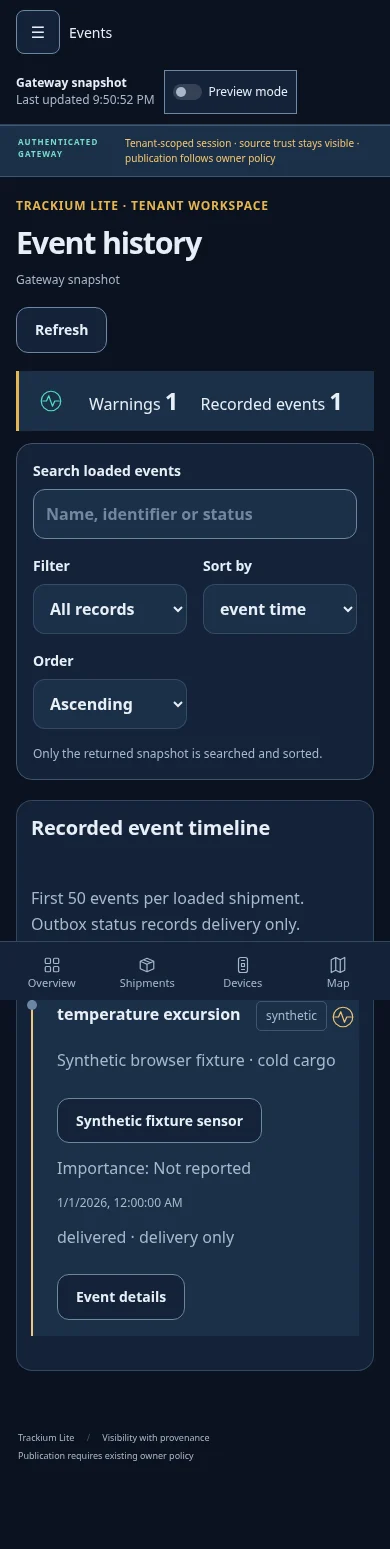 ☰ Events
Gateway snapshot
Last updated 9:50:52 PM
Preview mode
AUTHENTICATED
GATEWAY
Tenant-scoped session · source trust stays visible ·
publication follows owner policy
TRACKIUM LITE · TENANT WORKSPACE
Event history
Gateway snapshot
Refresh
Warnings 1 Recorded events 1
Search loaded events
Name, identifier or status
Filter Sort by
All records event time
Order
Ascending
Only the returned snapshot is searched and sorted.
Recorded event timeline
First 50 events per loaded shipment.
Outbox status records delivery only.
Overview Shipments Devices Map
temperature excursion synthetic
Synthetic browser fixture · cold cargo
Synthetic fixture sensor
Importance: Not reported
1/1/2026, 12:00:00 AM
delivered · delivery only
Event details
Trackium Lite / Visibility with provenance
Publication requires existing owner policy